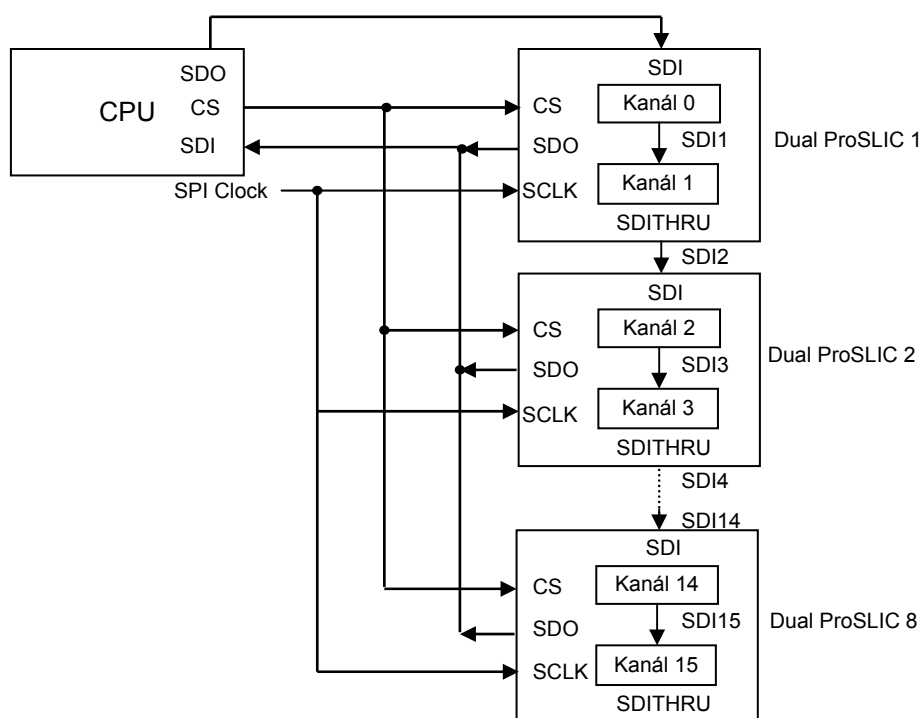 SDO
CPU
CS
SDI
SPI Clock
SDI
CS
Kanál 0
SDI1
SDO
Kanál 1
SCLK
SDITHRU
Dual ProSLIC 1
SDI2
SDI
CS
Kanál 2
SDI3
SDO
Kanál 3
SCLK
SDITHRU
Dual ProSLIC 2
SDI4
SDI14
SDI
CS
Kanál 14
SDI15
SDO
Kanál 15
SCLK
SDITHRU
Dual ProSLIC 8